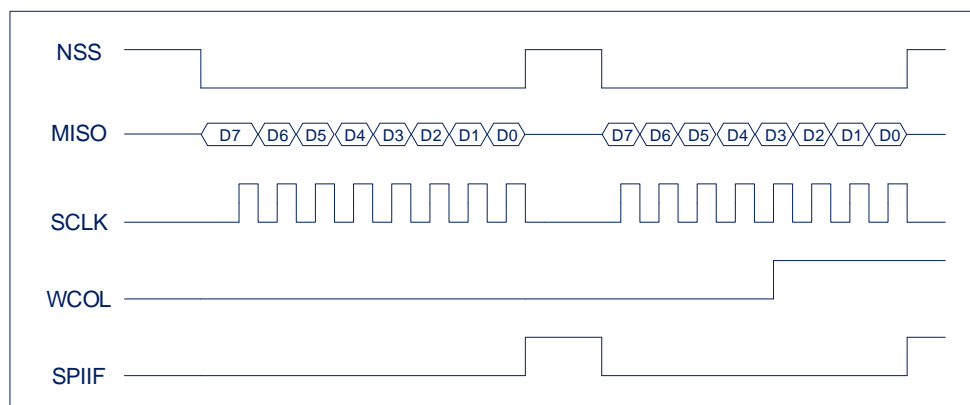 NSS
MISO D7 D6 D5 D4 D3 D2 D1 D0 D7 D6 D5 D4 D3 D2 D1 D0
SCLK
WCOL
SPIIF